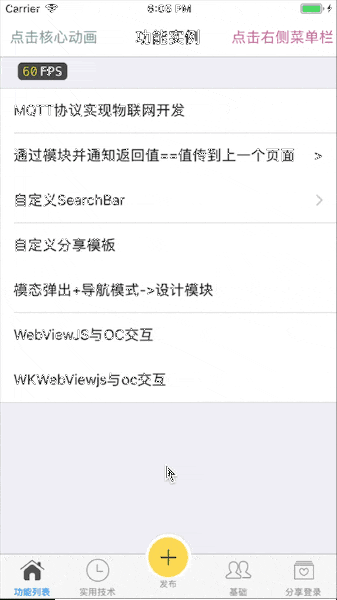 Carrier 9:06 PM
点击核心动画 功能实例 点击右侧菜单栏
60 FPS
MQTT协议实现物联网开发
通过模块并通知返回值==值传到上一个页面 >
自定义SearchBar
自定义分享模板
模态弹出+导航模式->设计模块
WebViewJS与OC交互
WKWebViewjs与oc交互
功能列表 实用技术 发布 基础 分享登录